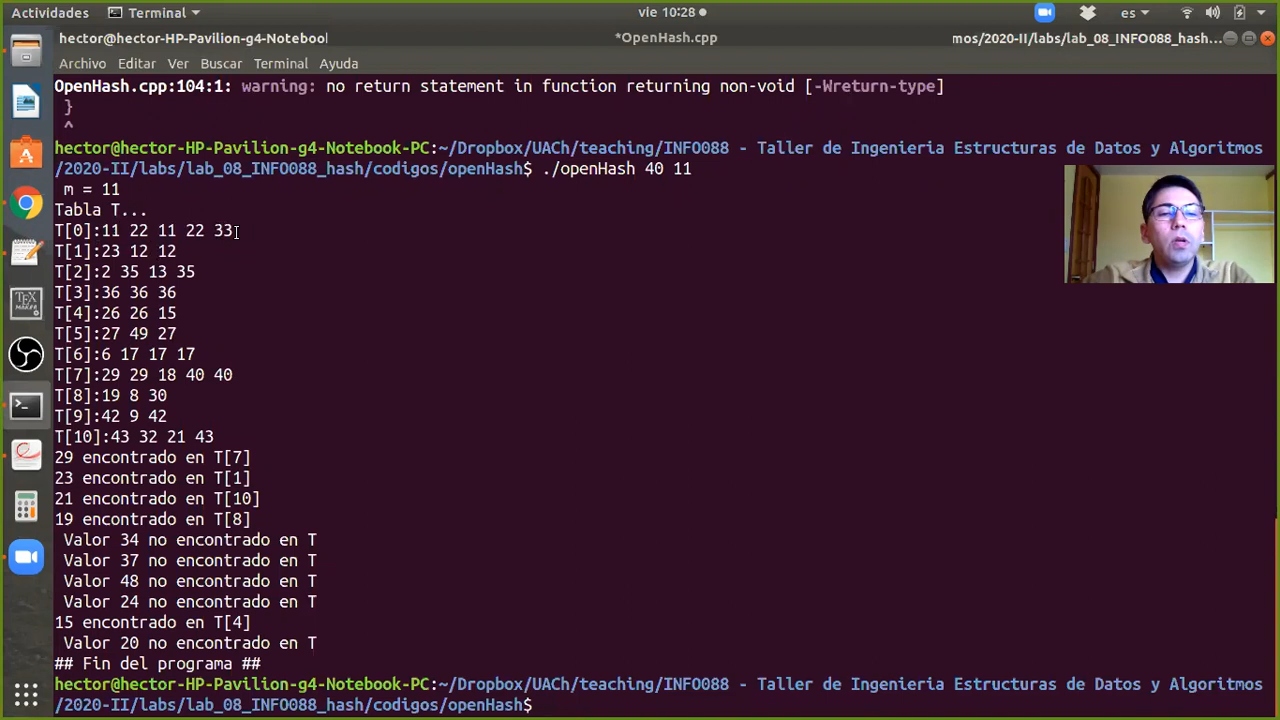 Actividades Terminal vie 10:28 es
hector@hector-HP-Pavilion-g4-Notebool *OpenHash.cpp mos/2020-II/labs/lab_08_INFO088_hash...
Archivo Editar Ver Buscar Terminal Ayuda
OpenHash.cpp:104:1: warning: no return statement in function returning non-void [-Wreturn-type]
}
^
hector@hector-HP-Pavilion-g4-Notebook-PC:~/Dropbox/UACh/teaching/INFO088 - Taller de Ingenieria Estructuras de Datos y Algoritmos
/2020-II/labs/lab_08_INFO088_hash/codigos/openHash$ ./openHash 40 11
m = 11
Tabla T...
T[0]:11 22 11 22 33
T[1]:23 12 12
T[2]:2 35 13 35
T[3]:36 36 36
T[4]:26 26 15
T[5]:27 49 27
T[6]:6 17 17 17
T[7]:29 29 18 40 40
T[8]:19 8 30
T[9]:42 9 42
T[10]:43 32 21 43
29 encontrado en T[7]
23 encontrado en T[1]
21 encontrado en T[10]
19 encontrado en T[8]
Valor 34 no encontrado en T
Valor 37 no encontrado en T
Valor 48 no encontrado en T
Valor 24 no encontrado en T
15 encontrado en T[4]
Valor 20 no encontrado en T
## Fin del programa ##
hector@hector-HP-Pavilion-g4-Notebook-PC:~/Dropbox/UACh/teaching/INFO088 - Taller de Ingenieria Estructuras de Datos y Algoritmos
/2020-II/labs/lab_08_INFO088_hash/codigos/openHash$